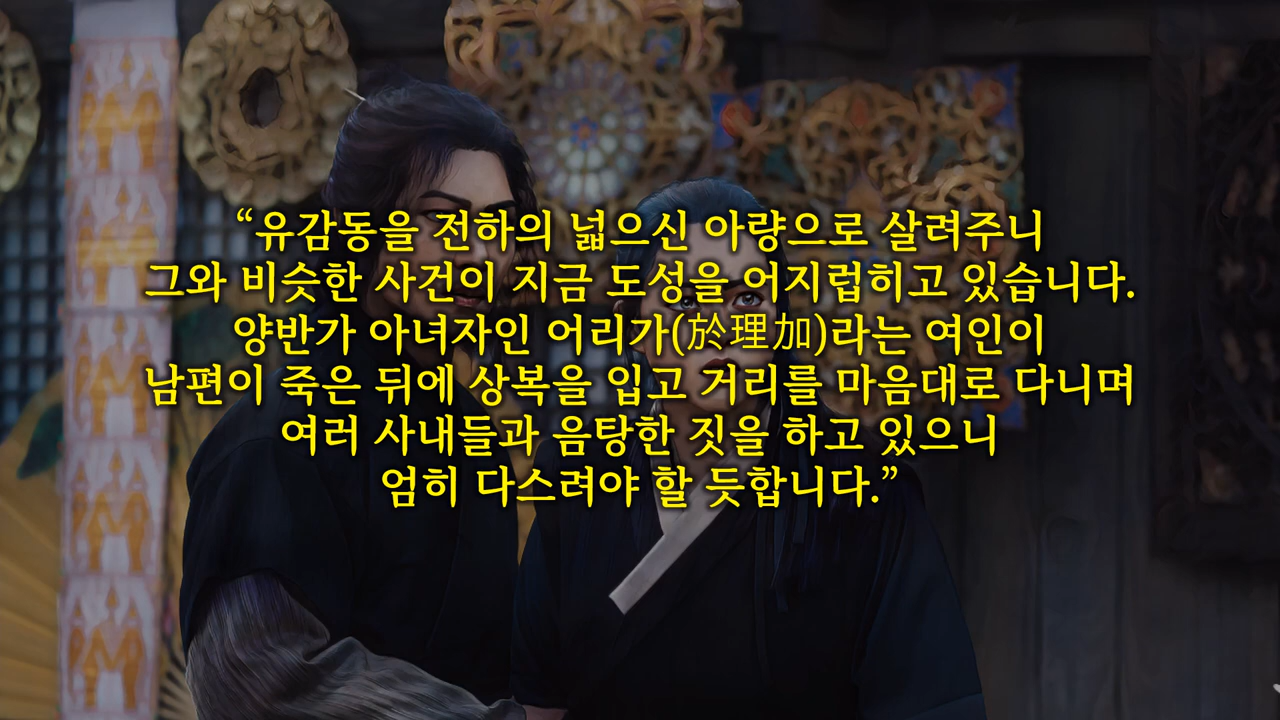 “유감동을 전하의 넓으신 아량으로 살려주니
그와 비슷한 사건이 지금 도성을 어지럽히고 있습니다.
양반가 아녀자인 어리가(於理加)라는 여인이
남편이 죽은 뒤에 상복을 입고 거리를 마음대로 다니며
여러 사내들과 음탕한 짓을 하고 있으니
엄히 다스려야 할 듯합니다.”